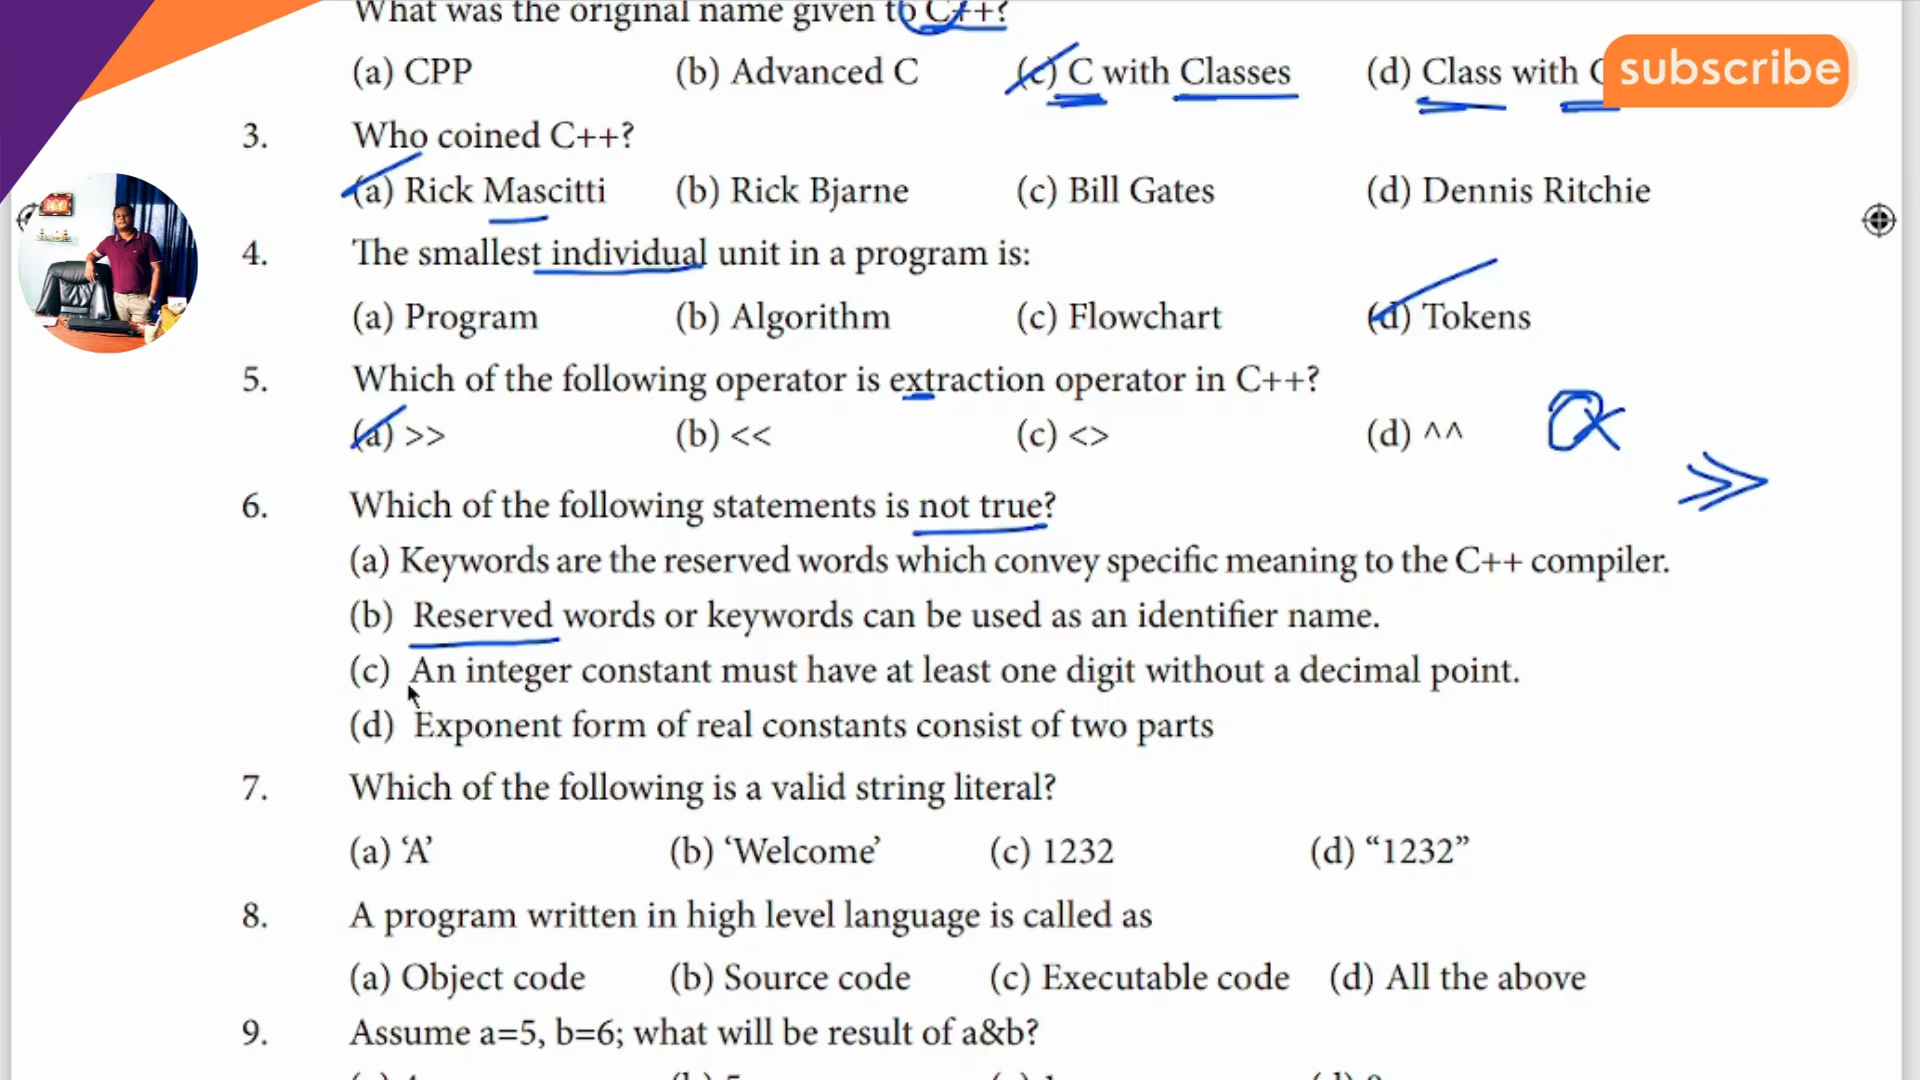 What was the original name given to C++?
(a) CPP (b) Advanced C (c) C with Classes (d) Class with
subscribe
3. Who coined C++?
(a) Rick Mascitti (b) Rick Bjarne (c) Bill Gates (d) Dennis Ritchie
4. The smallest individual unit in a program is:
(a) Program (b) Algorithm (c) Flowchart (d) Tokens
5. Which of the following operator is extraction operator in C++?
(a) >> (b) << (c) <> (d) ^^
>>
6. Which of the following statements is not true?
(a) Keywords are the reserved words which convey specific meaning to the C++ compiler.
(b) Reserved words or keywords can be used as an identifier name.
(c) An integer constant must have at least one digit without a decimal point.
(d) Exponent form of real constants consist of two parts
7. Which of the following is a valid string literal?
(a) ‘A’ (b) ‘Welcome’ (c) 1232 (d) “1232”
8. A program written in high level language is called as
(a) Object code (b) Source code (c) Executable code (d) All the above
9. Assume a=5, b=6; what will be result of a&b?